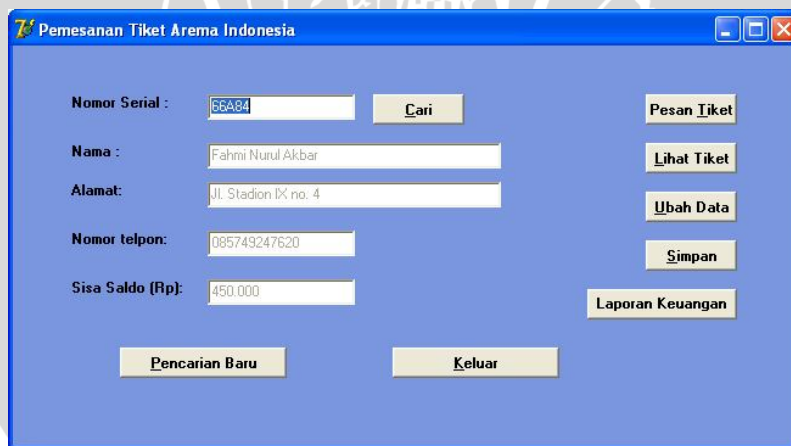 Pemesanan Tiket Arema Indonesia
Nomor Serial : 66A84 Cari Pesan Tiket
Nama : Fahmi Nurul Akbar Lihat Tiket
Alamat: Jl. Stadion IX no. 4 Ubah Data
Nomor telpon: 085749247620 Simpan
Sisa Saldo (Rp): 450.000 Laporan Keuangan
Pencarian Baru Keluar